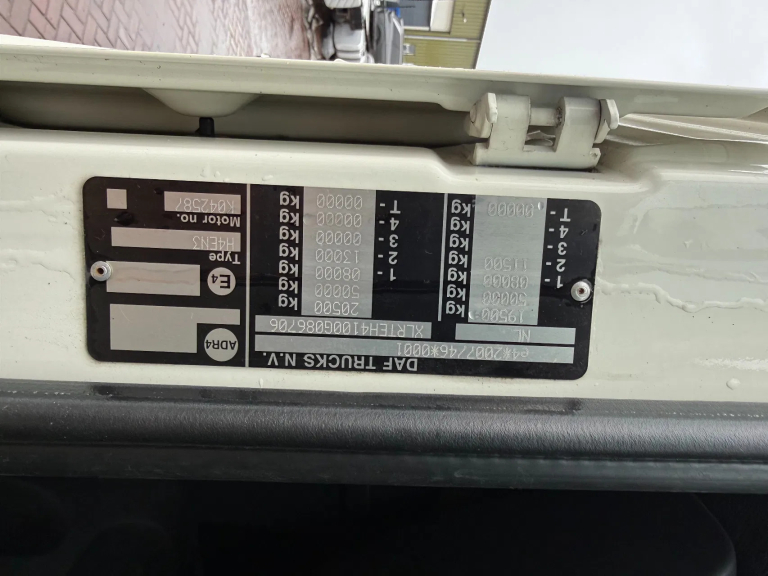 DAF TRUCKS N.V.
e4*2007/46*0001
NL - XLRTEH4100G086706
19500 kg 20500 kg
50000 kg 50000 kg
1 - 08000 kg 1 - 08000 kg
2 - 11500 kg 2 - 13000 kg
3 - kg 3 - 00000 kg
4 - kg 4 - 00000 kg
T - 00000 kg T - 00000 kg
ADR4
E4
Type
H4EN3
Motor no.
K042587